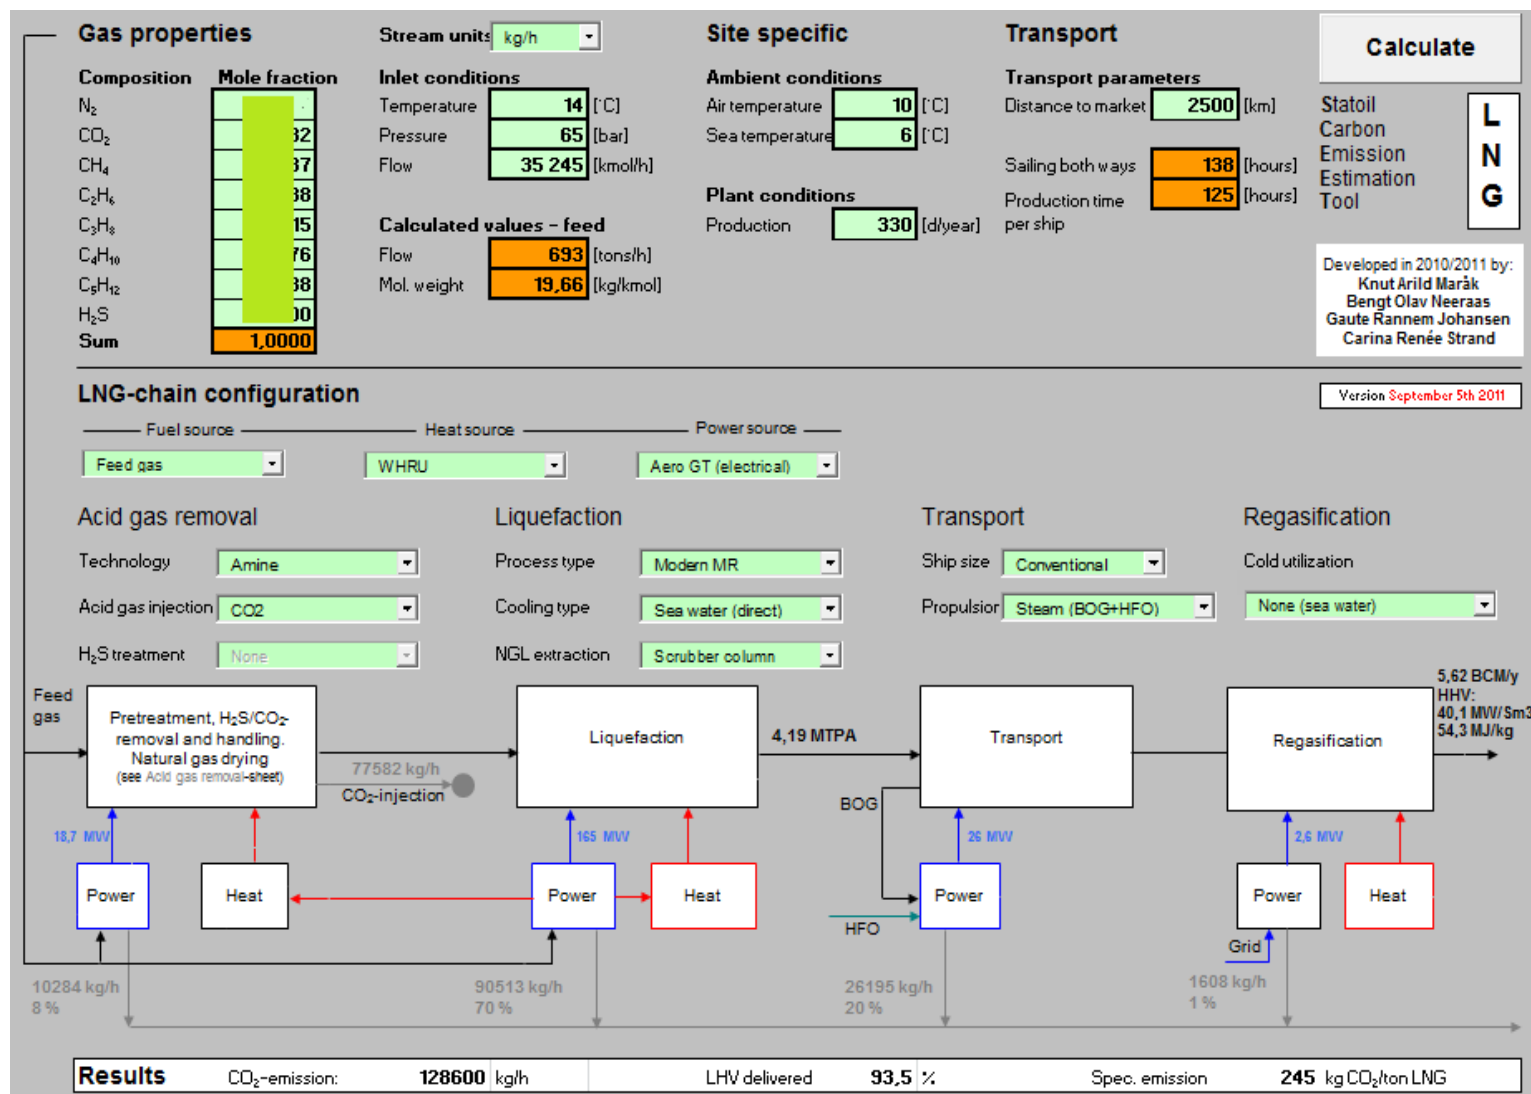 Gas properties
Stream units kg/h
Site specific
Transport
Calculate
Composition Mole fraction
Inlet conditions
Ambient conditions
Transport parameters
N₂
Temperature 14 [°C]
Air temperature 10 [°C]
Distance to market 2500 [km]
Statoil
Carbon
Emission
Estimation
Tool
L
N
G
CO₂ 32
Pressure 65 [bar]
Sea temperature 6 [°C]
CH₄ 37
Flow 35 245 [kmol/h]
Sailing both ways 138 [hours]
C₂H₆ 38
Plant conditions
Production time
per ship
125 [hours]
C₃H₈ 15
Calculated values - feed
Production 330 [d/year]
C₄H₁₀ 76
Flow 693 [tons/h]
C₅H₁₂ 38
Mol. weight 19,66 [kg/kmol]
H₂S 00
Sum 1,0000
Developed in 2010/2011 by:
Knut Arild Maråk
Bengt Olav Neeraas
Gaute Rannem Johansen
Carina Renée Strand
LNG-chain configuration
Version September 5th 2011
Fuel source
Heat source
Power source
Feed gas
WHRU
Aero GT (electrical)
Acid gas removal
Liquefaction
Transport
Regasification
Technology Amine
Process type Modern MR
Ship size Conventional
Cold utilization
Acid gas injection CO2
Cooling type Sea water (direct)
Propulsior Steam (BOG+HFO)
None (sea water)
H₂S treatment None
NGL extraction Scrubber column
Feed
gas
Pretreatment, H₂S/CO₂-
removal and handling.
Natural gas drying
(see Acid gas removal-sheet)
77582 kg/h
CO₂-injection
Liquefaction
4,19 MTPA
Transport
Regasification
5,62 BCM/y
HHV:
40,1 MW/Sm3
54,3 MJ/kg
BOG
18,7 MW
165 MW
26 MW
2,6 MW
Power
Heat
Power
Heat
Power
Power
Heat
HFO
Grid
10284 kg/h
8 %
90513 kg/h
70 %
26195 kg/h
20 %
1608 kg/h
1 %
Results
CO₂-emission: 128600 kg/h
LHV delivered 93,5 %
Spec. emission 245 kg CO₂/ton LNG